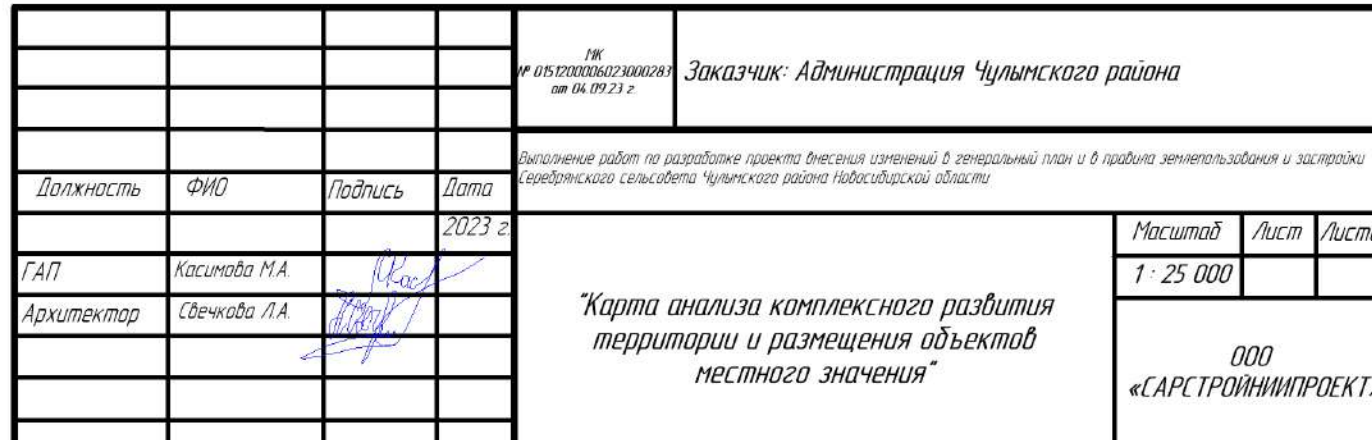 МК
№ 0151200006023000283
от 04.09.23 г.
Заказчик: Администрация Чулымского района
Выполнение работ по разработке проекта внесения изменений в генеральный план и в правила землепользования и застройки
Серебрянского сельсовета Чулымского района Новосибирской области
Должность ФИО Подпись Дата
2023 г.
Масштаб Лист
ГАП Касимова М.А.
1 : 25 000
Архитектор Свечкова Л.А.
"Карта анализа комплексного развития
территории и размещения объектов
местного значения"
ООО
«САРСТРОЙНИИПРОЕКТ»